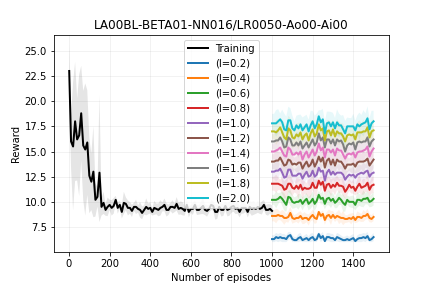 LA00BL-BETA01-NN016/LR0050-Ao00-Ai00
25.0
22.5
20.0
17.5
15.0
12.5
10.0
7.5
Reward
Training
(l=0.2)
(l=0.4)
(l=0.6)
(l=0.8)
(l=1.0)
(l=1.2)
(l=1.4)
(l=1.6)
(l=1.8)
(l=2.0)
0 200 400 600 800 1000 1200 1400
Number of episodes